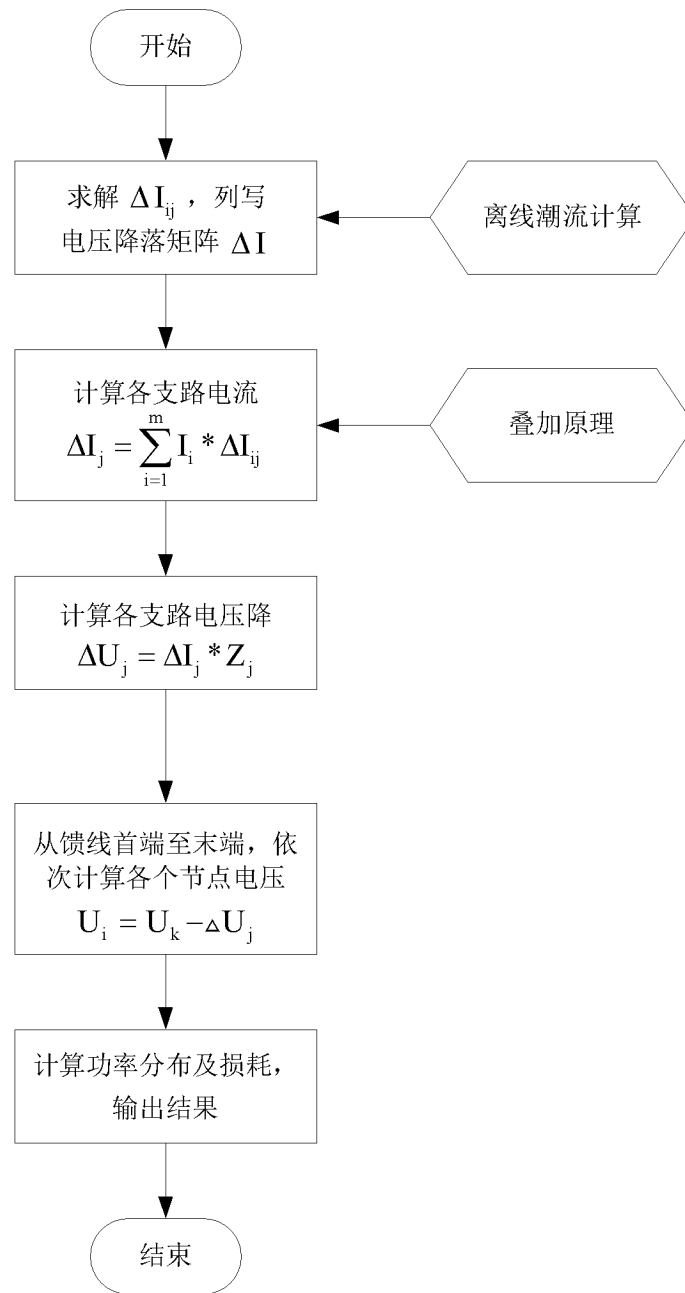 开始
求解 ΔI_ij ，列写
电压降落矩阵 ΔI
离线潮流计算
计算各支路电流
ΔI_j = ∑_{i=1}^{m} I_i * ΔI_ij
叠加原理
计算各支路电压降
ΔU_j = ΔI_j * Z_j
从馈线首端至末端，依
次计算各个节点电压
U_i = U_k −△U_j
计算功率分布及损耗，
输出结果
结束